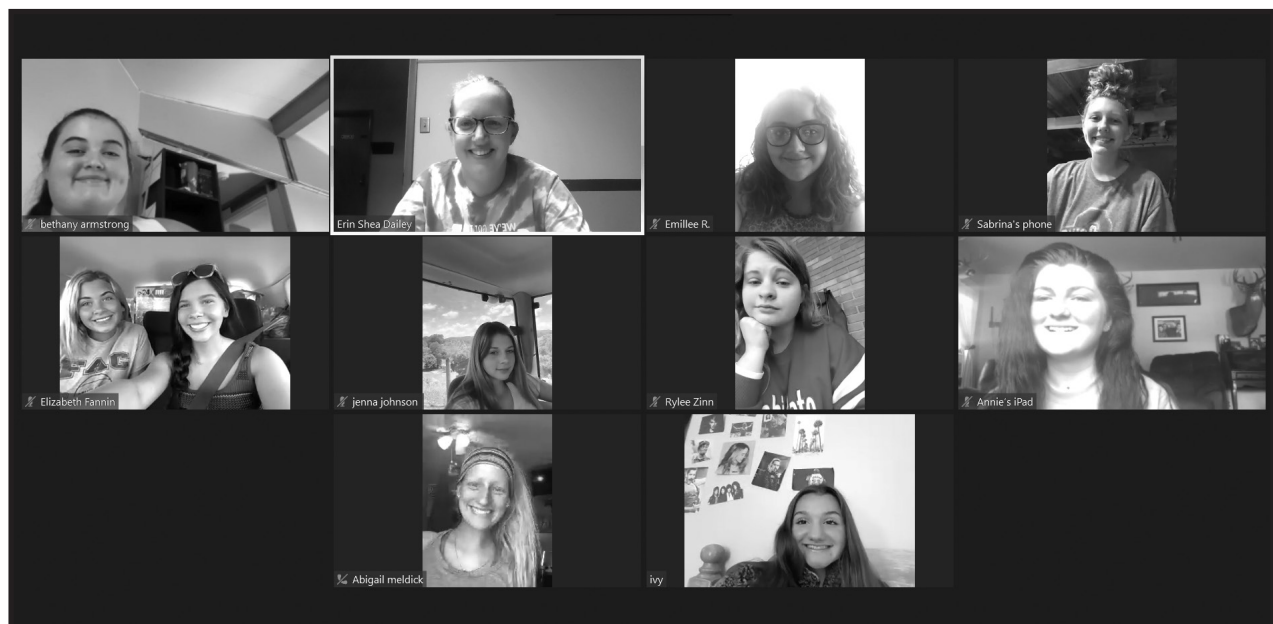 bethany armstrong
Erin Shea Dailey
Emillee R.
Sabrina's phone
Elizabeth Fannin
jenna johnson
Rylee Zinn
Annie's iPad
Abigail meldick
ivy